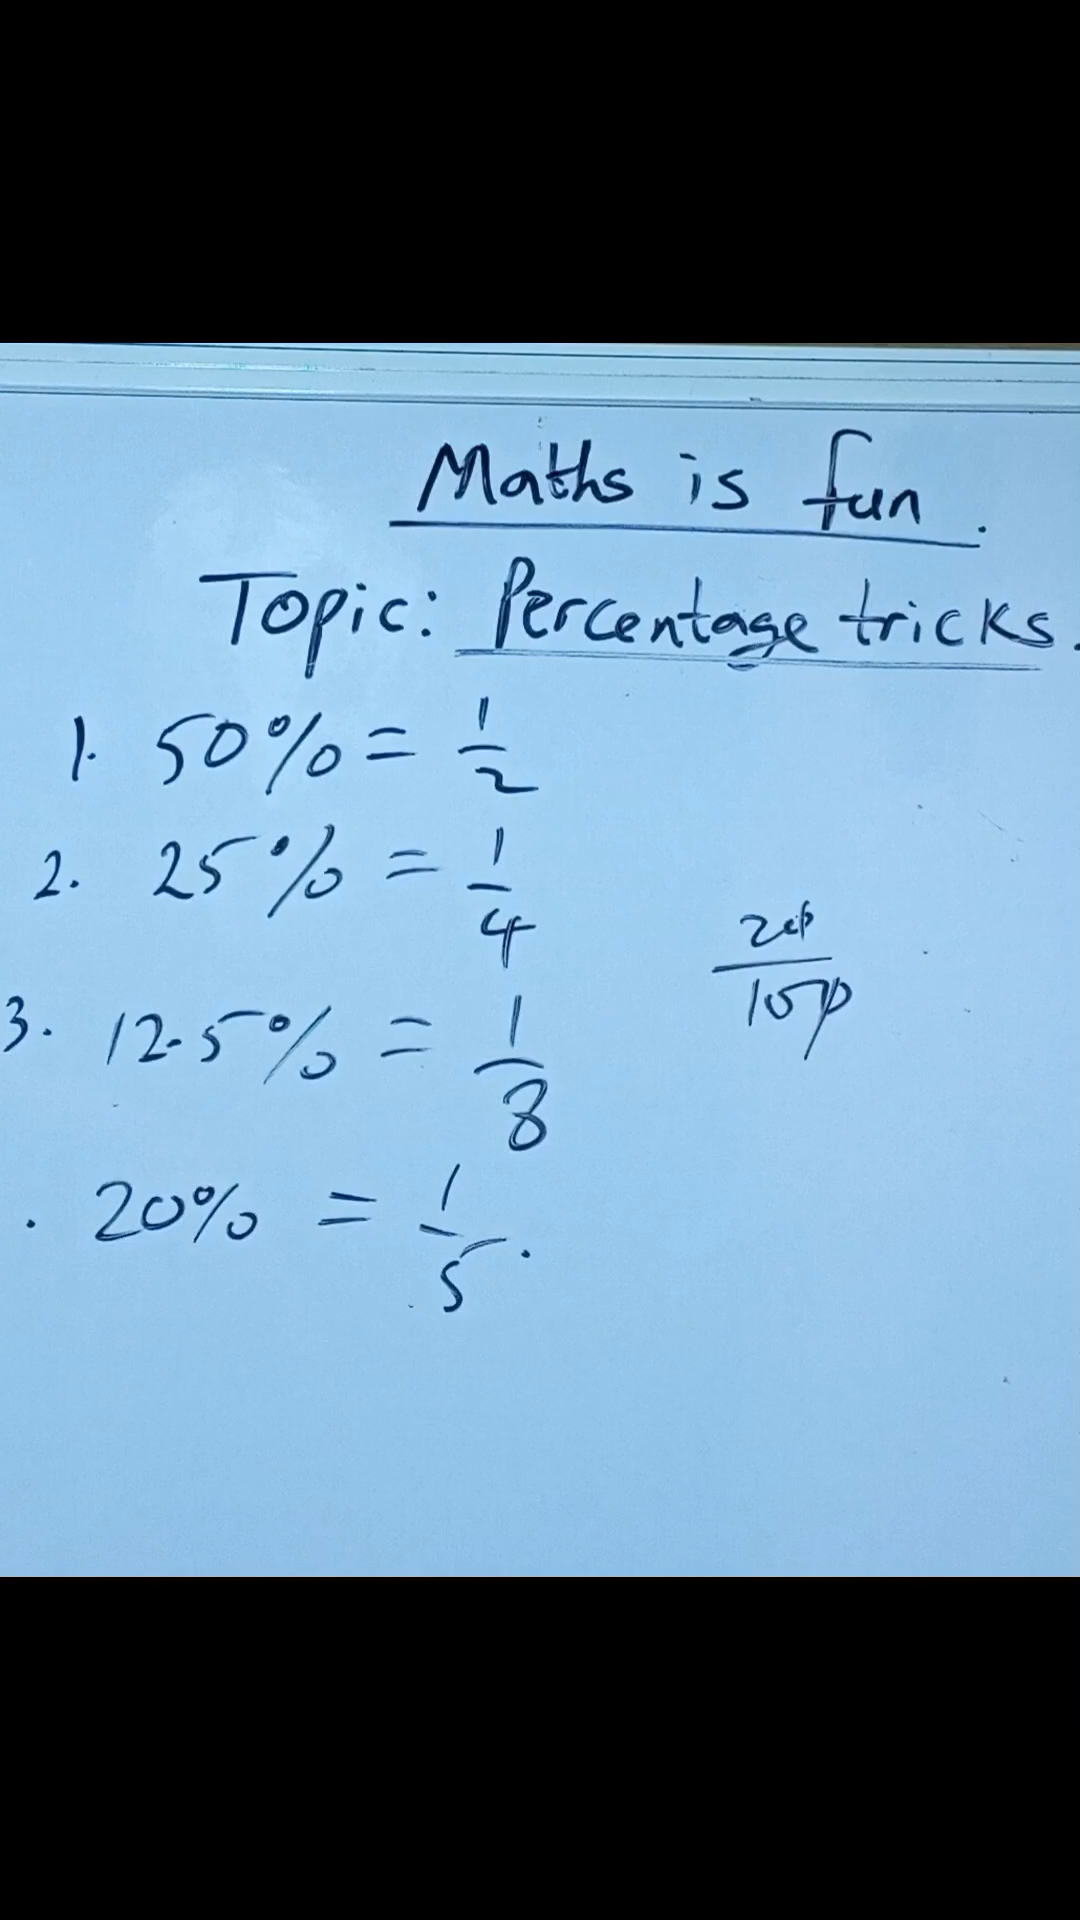 Maths is fun.
Topic: Percentage tricks.
1. 50% = 1/2
2. 25% = 1/4
3. 12.5% = 1/8
. 20% = 1/5.
20/100